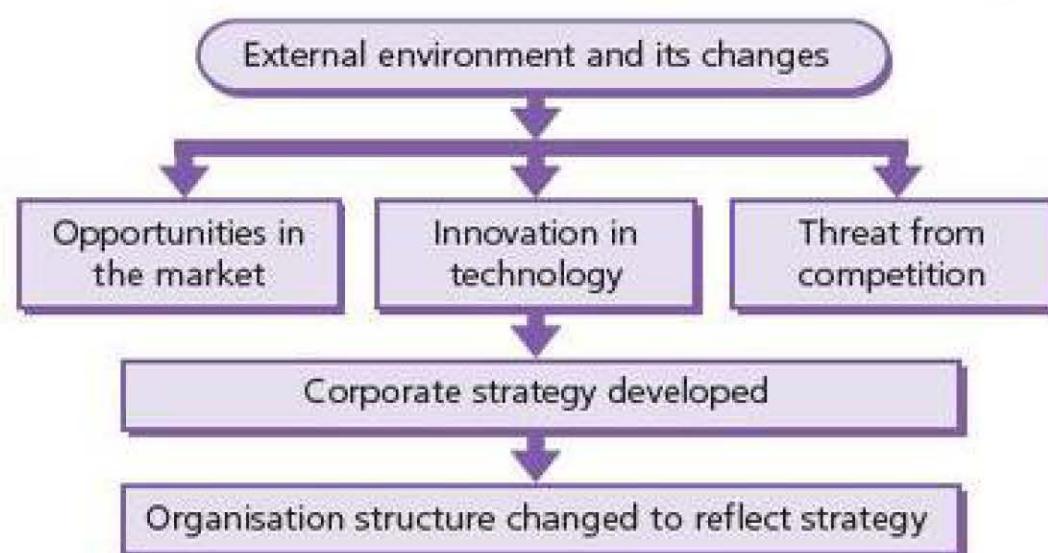 External environment and its changes
Opportunities in
the market
Innovation in
technology
Threat from
competition
Corporate strategy developed
Organisation structure changed to reflect strategy